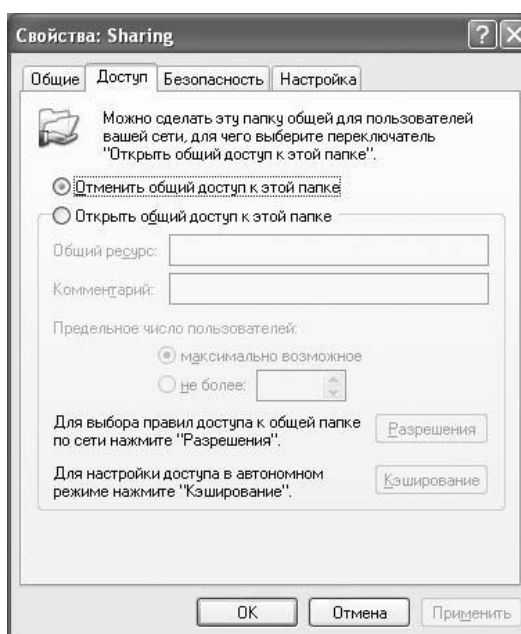 Свойства: Sharing
Общие Доступ Безопасность Настройка
Можно сделать эту папку общей для пользователей
вашей сети, для чего выберите переключатель
"Открыть общий доступ к этой папке".
Отменить общий доступ к этой папке
Открыть общий доступ к этой папке
Общий ресурс:
Комментарий:
Предельное число пользователей:
максимально возможное
не более:
Для выбора правил доступа к общей папке
по сети нажмите "Разрешения".
Разрешения
Для настройки доступа в автономном
режиме нажмите "Кэширование".
Кэширование
OK Отмена Применить